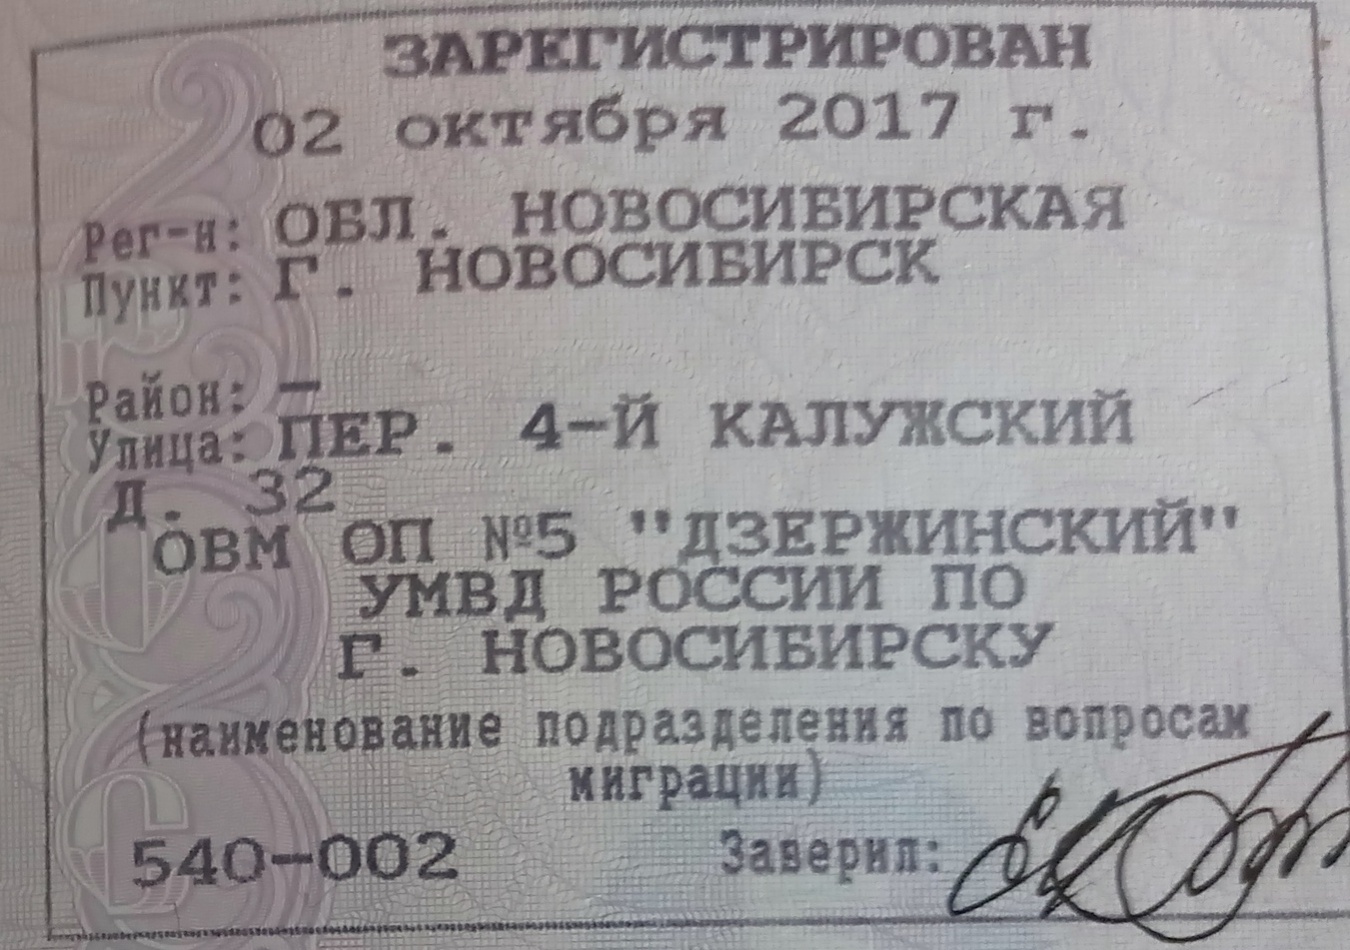 ЗАРЕГИСТРИРОВАН
02 октября 2017 г.
Рег-н: ОБЛ. НОВОСИБИРСКАЯ
Пункт: Г. НОВОСИБИРСК
Район: —
Улица: ПЕР. 4-Й КАЛУЖСКИЙ
Д. 32
ОВМ ОП №5 "ДЗЕРЖИНСКИЙ"
УМВД РОССИИ ПО
Г. НОВОСИБИРСКУ
(наименование подразделения по вопросам
миграции)
540-002 Заверил: